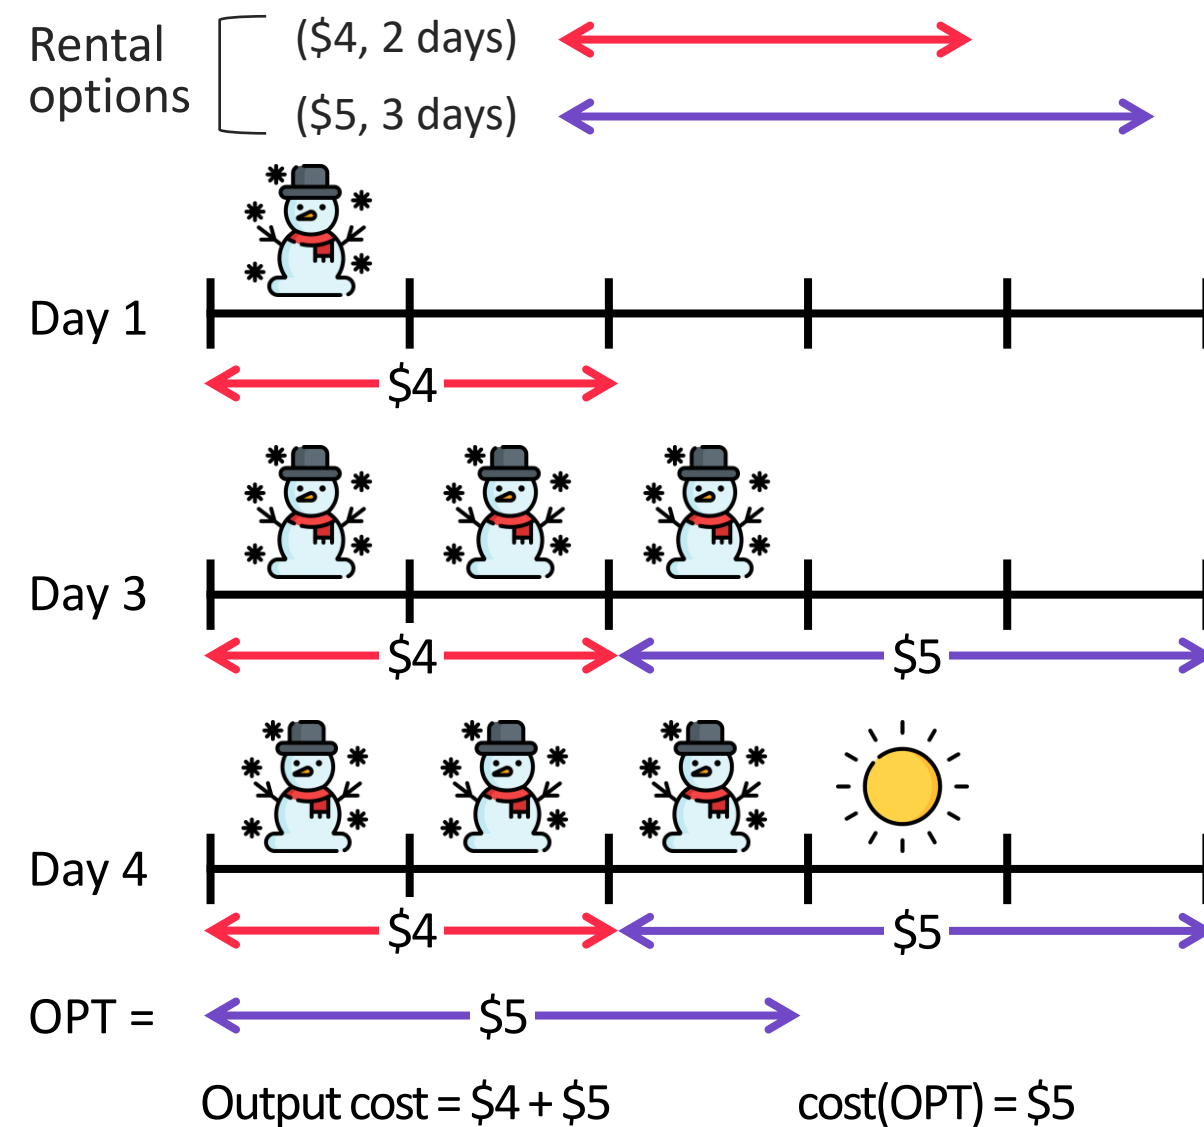 Rental
options
($4, 2 days)
($5, 3 days)
Day 1
$4
Day 3
$4
$5
Day 4
$4
$5
OPT =
$5
Output cost = $4 + $5
cost(OPT) = $5